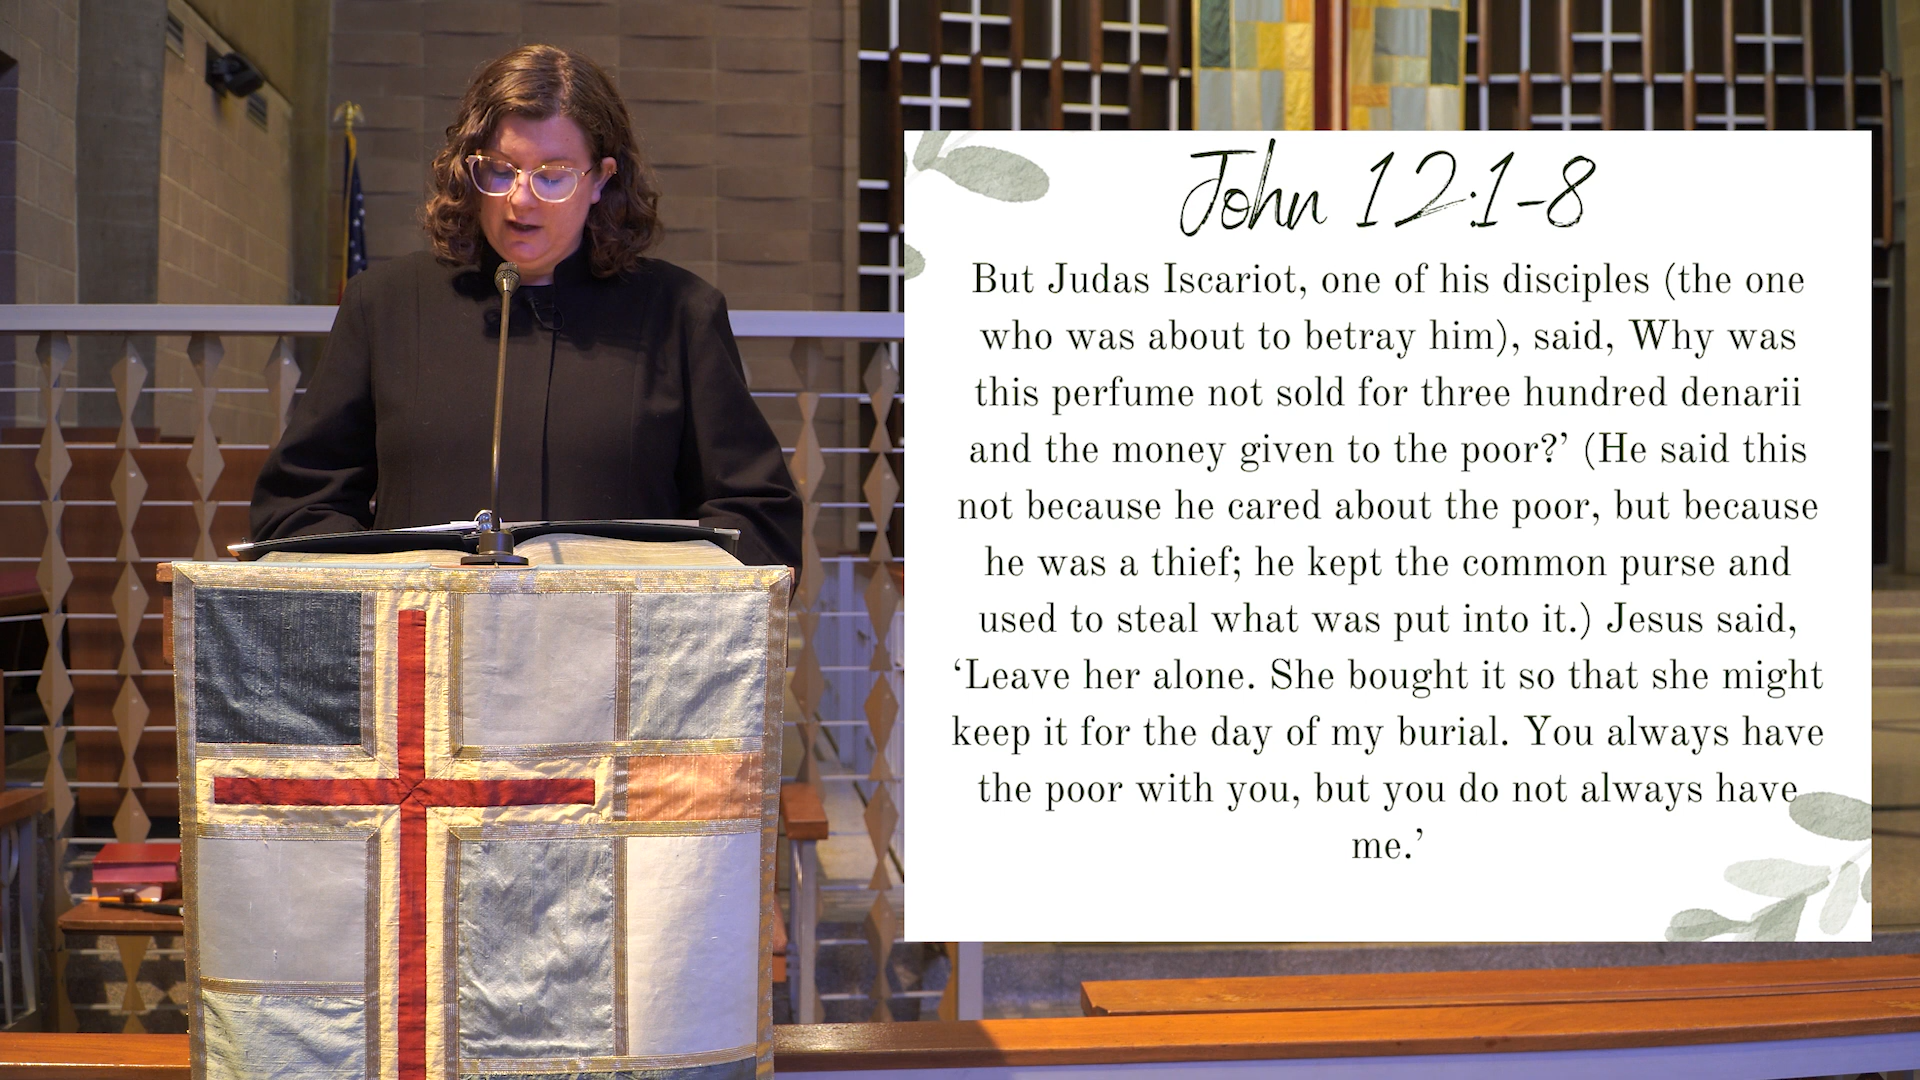 John 12:1-8
But Judas Iscariot, one of his disciples (the one
who was about to betray him), said, Why was
this perfume not sold for three hundred denarii
and the money given to the poor?’ (He said this
not because he cared about the poor, but because
he was a thief; he kept the common purse and
used to steal what was put into it.) Jesus said,
‘Leave her alone. She bought it so that she might
keep it for the day of my burial. You always have
the poor with you, but you do not always have
me.’